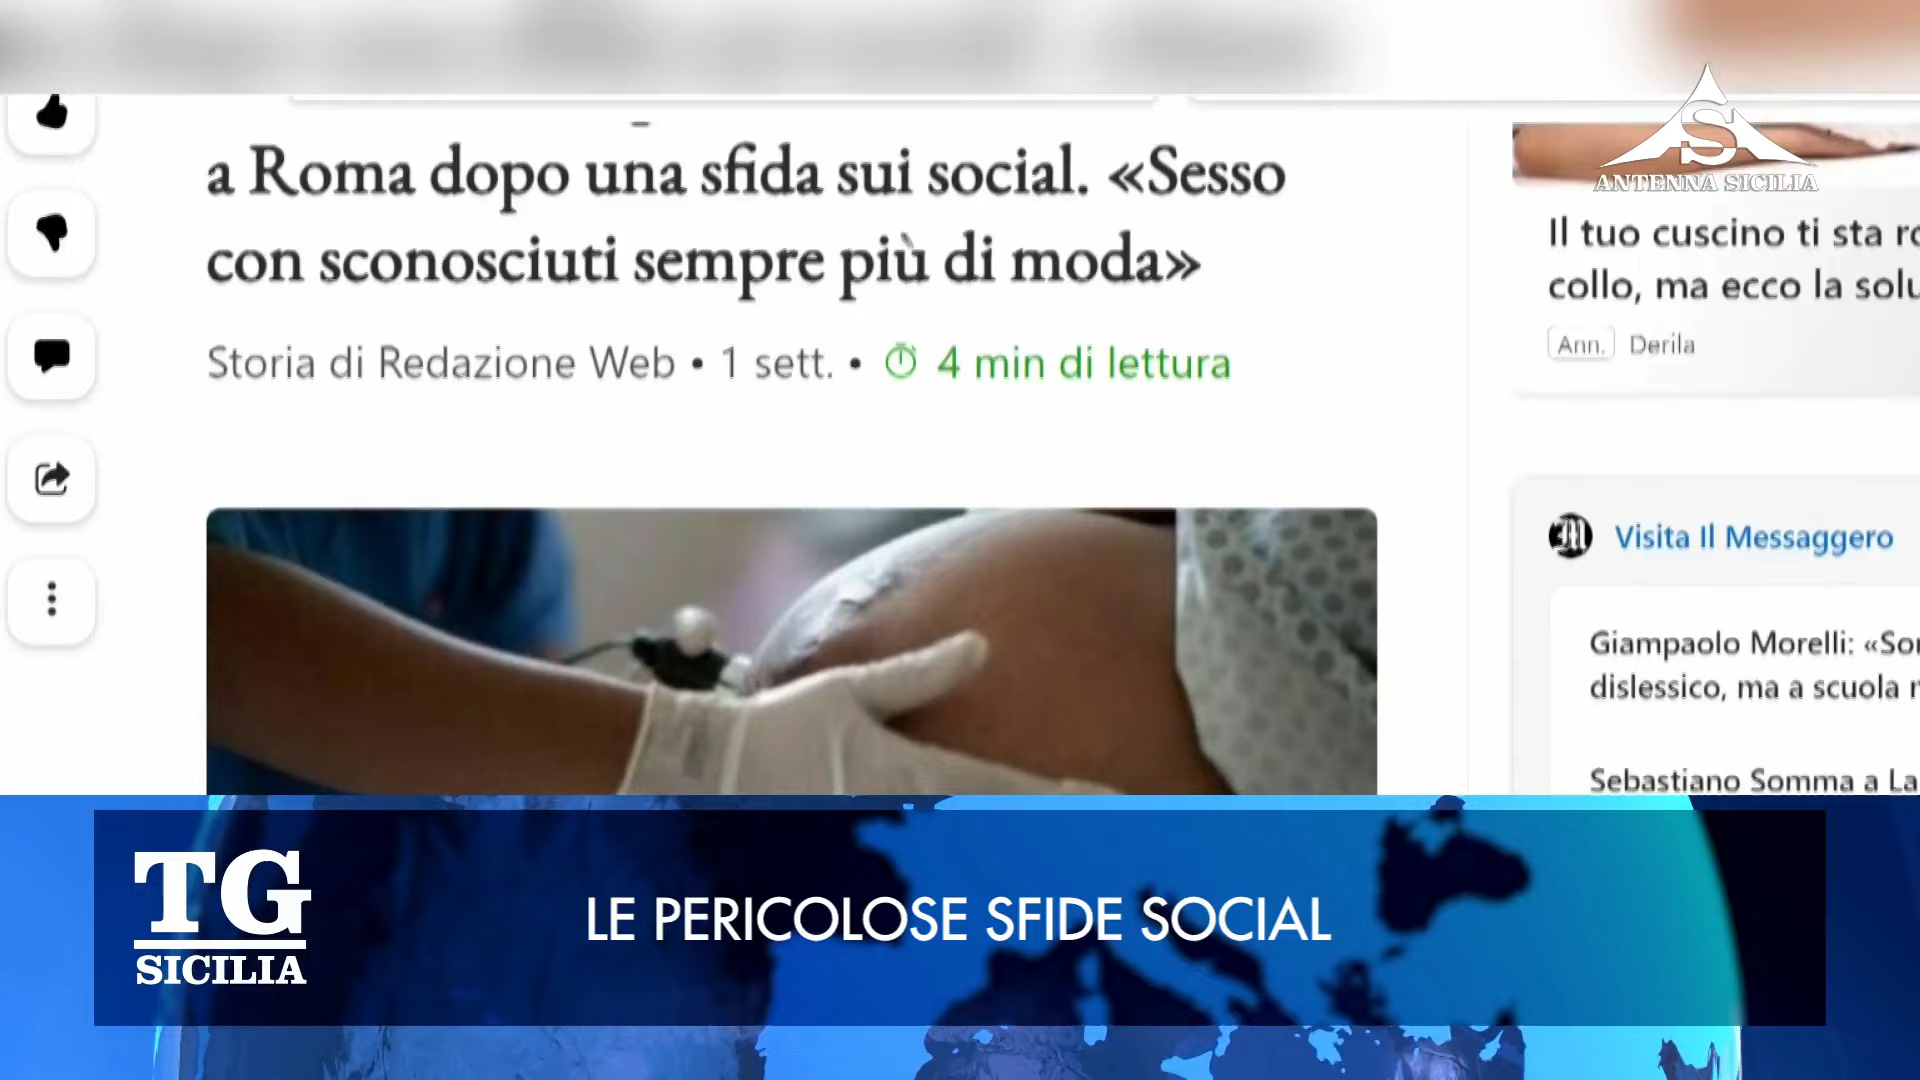 ANTENNA SICILIA
a Roma dopo una sfida sui social. «Sesso
con sconosciuti sempre più di moda»
Storia di Redazione Web • 1 sett. • 4 min di lettura
Il tuo cuscino ti sta
collo, ma ecco la
Ann. Derila
Visita Il Messaggero
Giampaolo Morelli:
dislessico, ma a scuola
Sebastiano Somma a La
TG
SICILIA
LE PERICOLOSE SFIDE SOCIAL